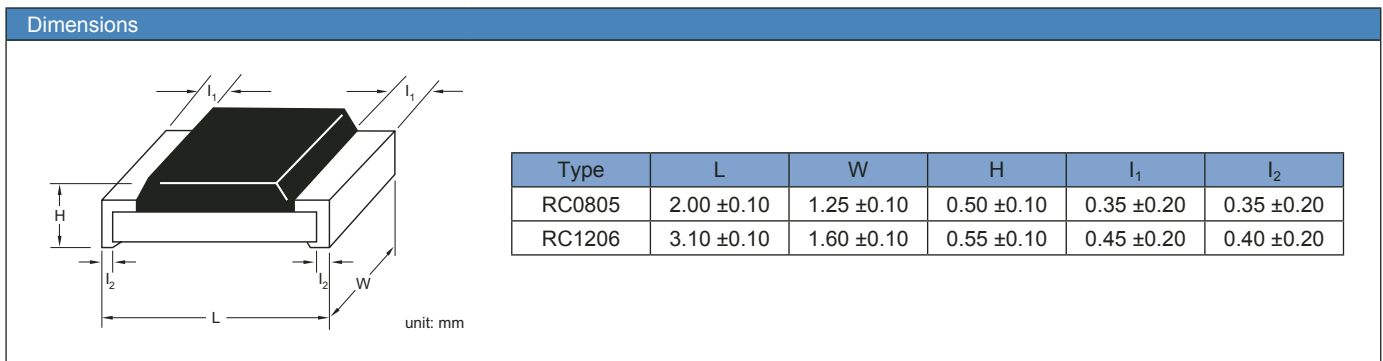 Dimensions
I₁ I₁
H
I₂ I₂
W
L
unit: mm
Type L W H I₁ I₂
RC0805 2.00 ±0.10 1.25 ±0.10 0.50 ±0.10 0.35 ±0.20 0.35 ±0.20
RC1206 3.10 ±0.10 1.60 ±0.10 0.55 ±0.10 0.45 ±0.20 0.40 ±0.20